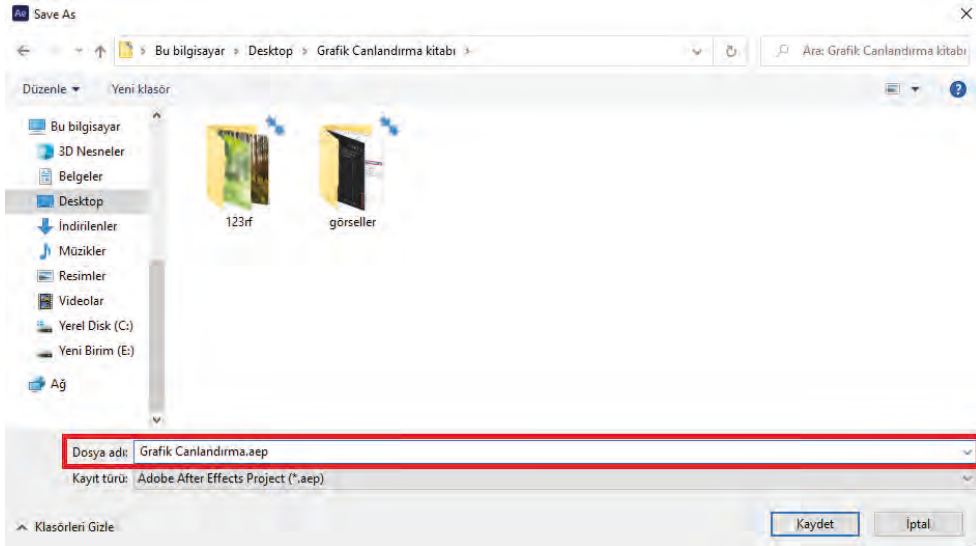 Ae Save As
Bu bilgisayar > Desktop > Grafik Canlandırma kitabı >
Ara: Grafik Canlandırma kitabı
Düzenle
Yeni klasör
?
Bu bilgisayar
3D Nesneler
Belgeler
Desktop
İndirilenler
Müzikler
Resimler
Videolar
Yerel Disk (C:)
Yeni Birim (E:)
Ağ
123rf
görseller
Dosya adı: Grafik Canlandırma.aep
Kayıt türü: Adobe After Effects Project (*.aep)
Klasörleri Gizle
Kaydet
İptal